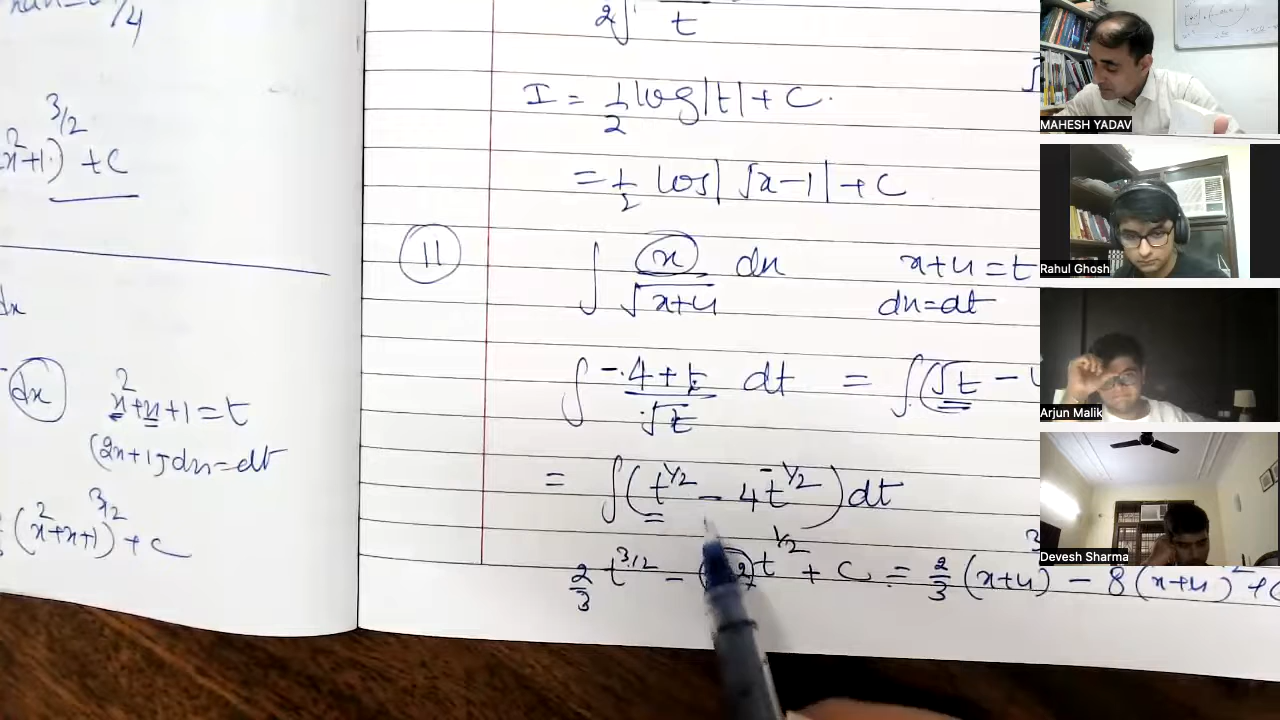 (x²+1)^{3/2} + c
dx
dx x²+x+1 = t
(2x+1)dx = dt
(x²+x+1)^{3/2} + c
2∫ t
I = 1/2 log|t| + C.
= 1/2 log| √x-1| + C
11 ∫ x/√x+4 dx x+4 = t
dx = dt
∫ -4+t/√t dt = ∫(√t - 4
= ∫(t^{1/2} - 4t^{-1/2})dt
2/3 t^{3/2} - t^{1/2} + C = 2/3 (x+4)^3 - 8(x+4) +C
MAHESH YADAV
Rahul Ghosh
Arjun Malik
Devesh Sharma